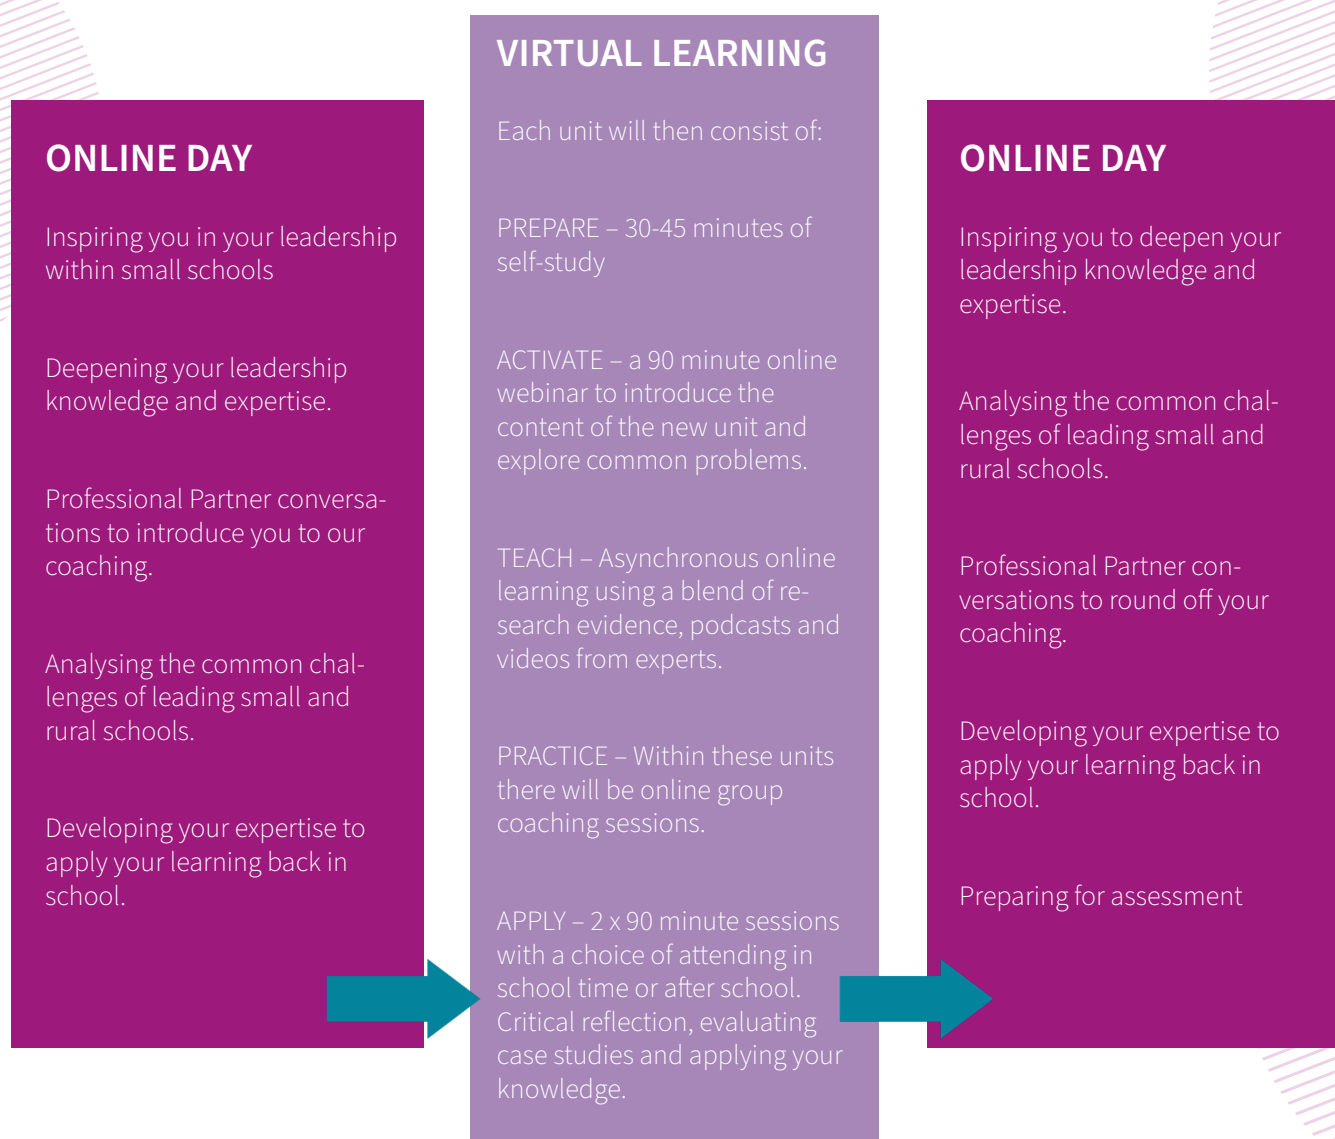 ONLINE DAY
Inspiring you in your leadership
within small schools
Deepening your leadership
knowledge and expertise.
Professional Partner conversa-
tions to introduce you to our
coaching.
Analysing the common chal-
lenges of leading small and
rural schools.
Developing your expertise to
apply your learning back in
school.
VIRTUAL LEARNING
Each unit will then consist of:
PREPARE – 30-45 minutes of
self-study
ACTIVATE – a 90 minute online
webinar to introduce the
content of the new unit and
explore common problems.
TEACH – Asynchronous online
learning using a blend of re-
search evidence, podcasts and
videos from experts.
PRACTICE – Within these units
there will be online group
coaching sessions.
APPLY – 2 x 90 minute sessions
with a choice of attending in
school time or after school.
Critical reflection, evaluating
case studies and applying your
knowledge.
ONLINE DAY
Inspiring you to deepen your
leadership knowledge and
expertise.
Analysing the common chal-
lenges of leading small and
rural schools.
Professional Partner con-
versations to round off your
coaching.
Developing your expertise to
apply your learning back in
school.
Preparing for assessment